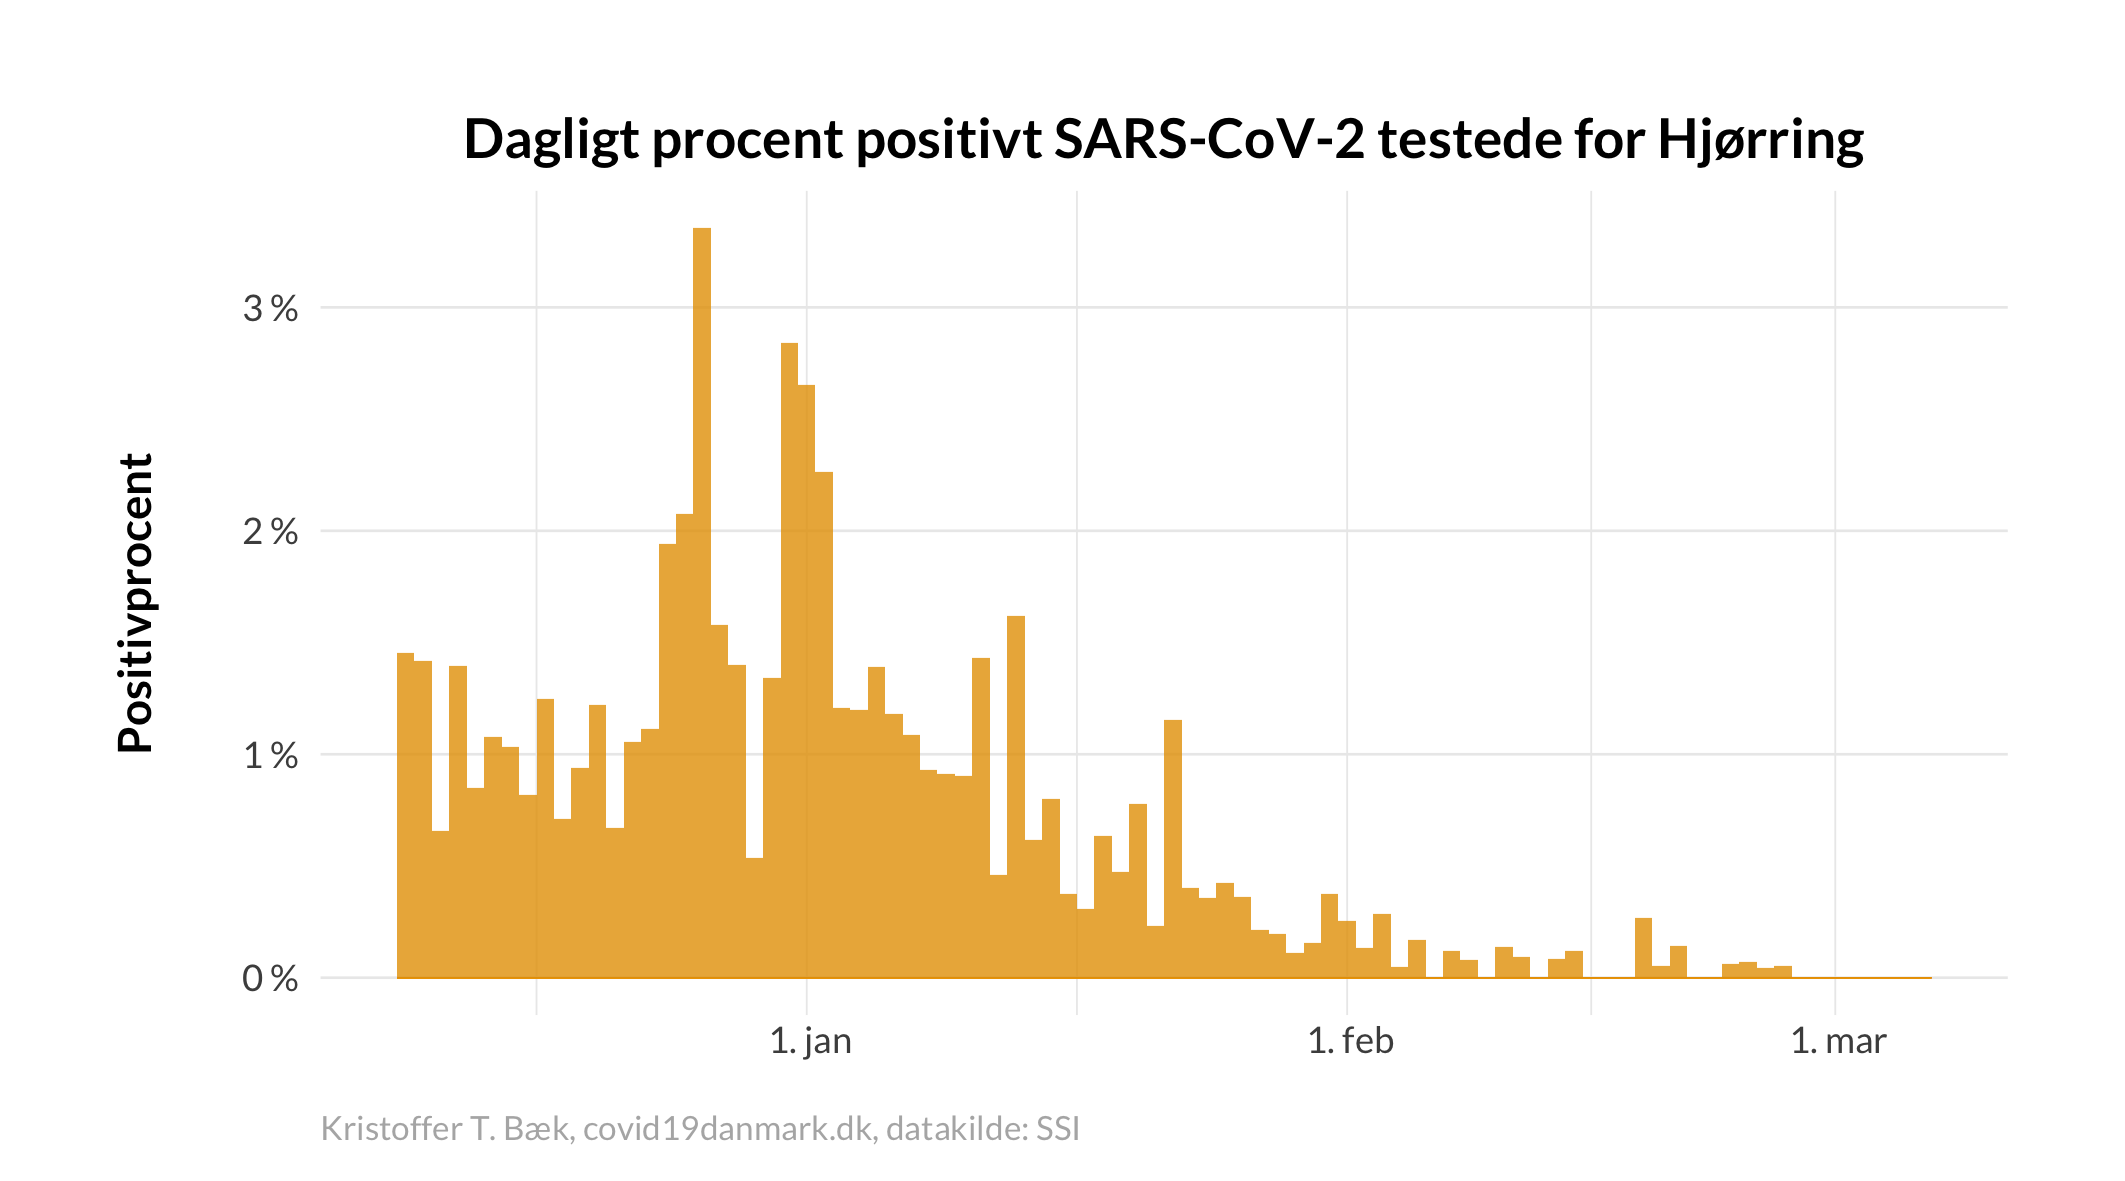 Dagligt procent positivt SARS-CoV-2 testede for Hjørring
Positivprocent
3 %
2 %
1 %
0 %
1. jan
1. feb
1. mar
Kristoffer T. Bæk, covid19danmark.dk, datakilde: SSI